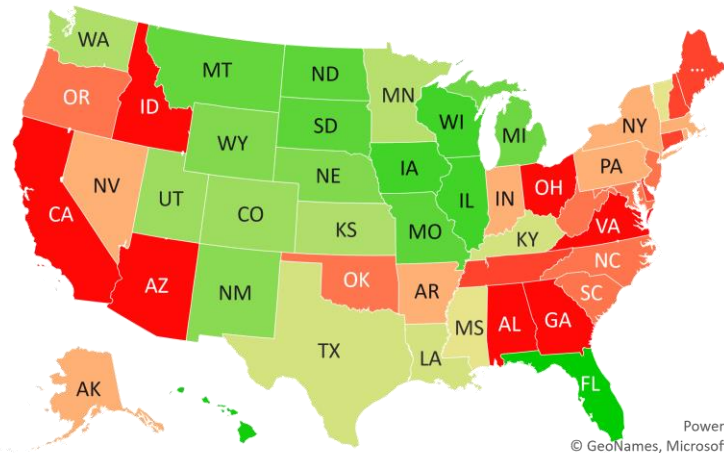 WA
MT
ND
MN
OR
ID
WY
SD
WI
MI
NY
...
NV
UT
CO
NE
IA
IL
IN
OH
PA
CA
KS
MO
KY
VA
AZ
NM
OK
AR
NC
SC
TX
LA
MS
AL
GA
AK
FL
Power
© GeoNames, Microsof